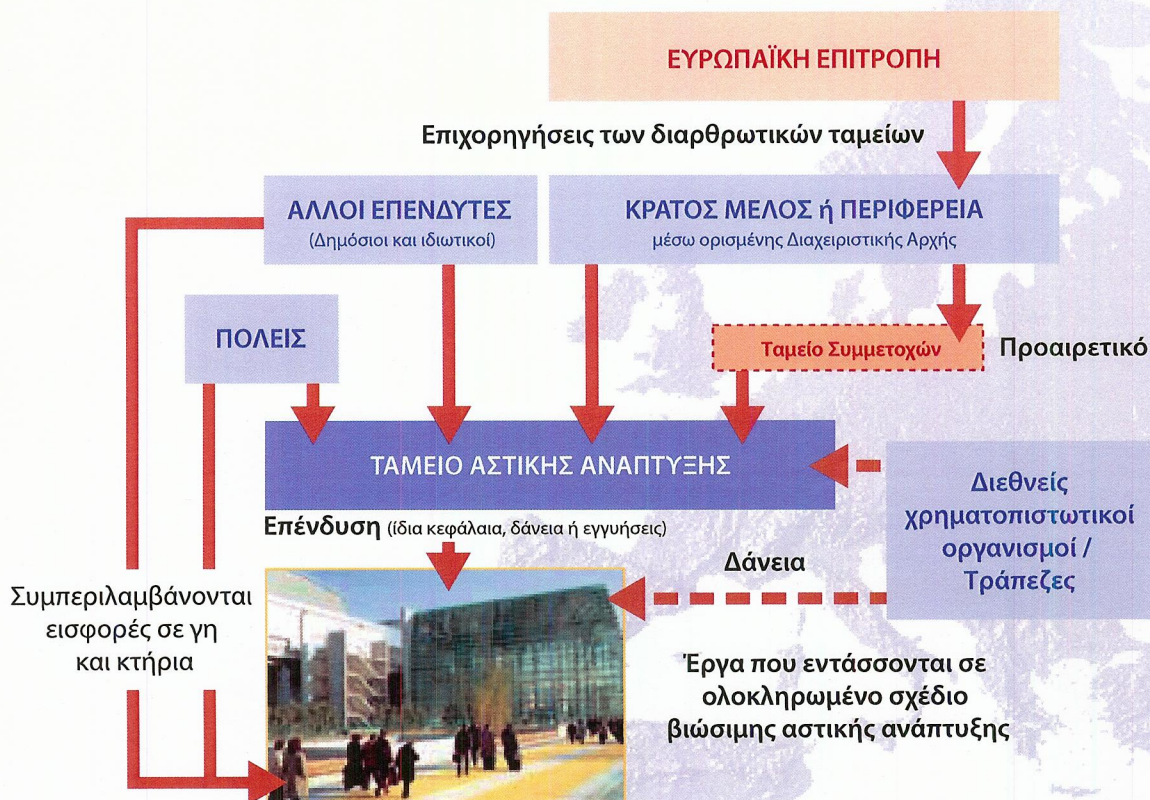 ΕΥΡΩΠΑΪΚΗ ΕΠΙΤΡΟΠΗ
Επιχορηγήσεις των διαρθρωτικών ταμείων
ΑΛΛΟΙ ΕΠΕΝΔΥΤΕΣ
(Δημόσιοι και ιδιωτικοί)
ΚΡΑΤΟΣ ΜΕΛΟΣ ή ΠΕΡΙΦΕΡΕΙΑ
μέσω ορισμένης Διαχειριστικής Αρχής
ΠΟΛΕΙΣ
Ταμείο Συμμετοχών
Προαιρετικό
ΤΑΜΕΙΟ ΑΣΤΙΚΗΣ ΑΝΑΠΤΥΞΗΣ
Διεθνείς
χρηματοπιστωτικοί
οργανισμοί /
Τράπεζες
Επένδυση (ίδια κεφάλαια, δάνεια ή εγγυήσεις)
Δάνεια
Συμπεριλαμβάνονται
εισφορές σε γη
και κτήρια
Έργα που εντάσσονται σε
ολοκληρωμένο σχέδιο
βιώσιμης αστικής ανάπτυξης